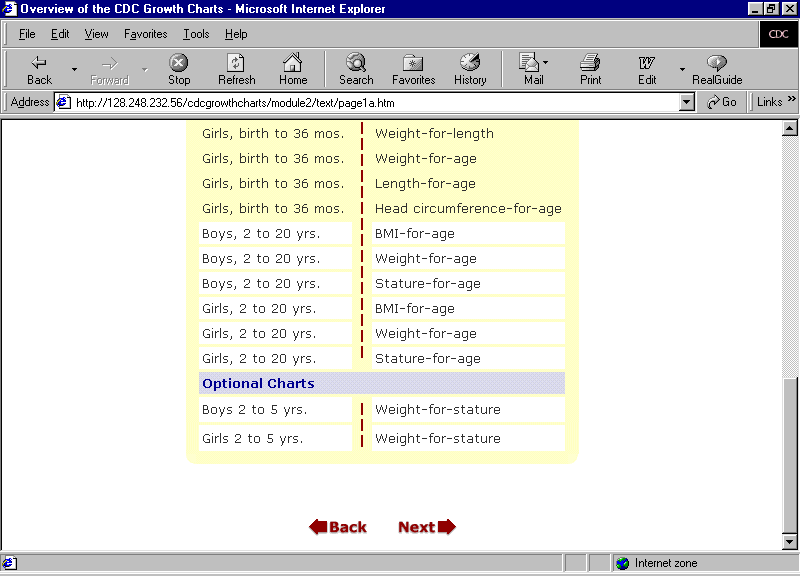 Overview of the CDC Growth Charts - Microsoft Internet Explorer
File Edit View Favorites Tools Help
CDC
Back Forward Stop Refresh Home Search Favorites History Mail Print Edit RealGuide
Address http://128.248.232.56/cdcgrowthcharts/module2/text/page1a.htm Go Links »
Girls, birth to 36 mos. Weight-for-length
Girls, birth to 36 mos. Weight-for-age
Girls, birth to 36 mos. Length-for-age
Girls, birth to 36 mos. Head circumference-for-age
Boys, 2 to 20 yrs. BMI-for-age
Boys, 2 to 20 yrs. Weight-for-age
Boys, 2 to 20 yrs. Stature-for-age
Girls, 2 to 20 yrs. BMI-for-age
Girls, 2 to 20 yrs. Weight-for-age
Girls, 2 to 20 yrs. Stature-for-age
Optional Charts
Boys 2 to 5 yrs. Weight-for-stature
Girls 2 to 5 yrs. Weight-for-stature
Back Next
Internet zone